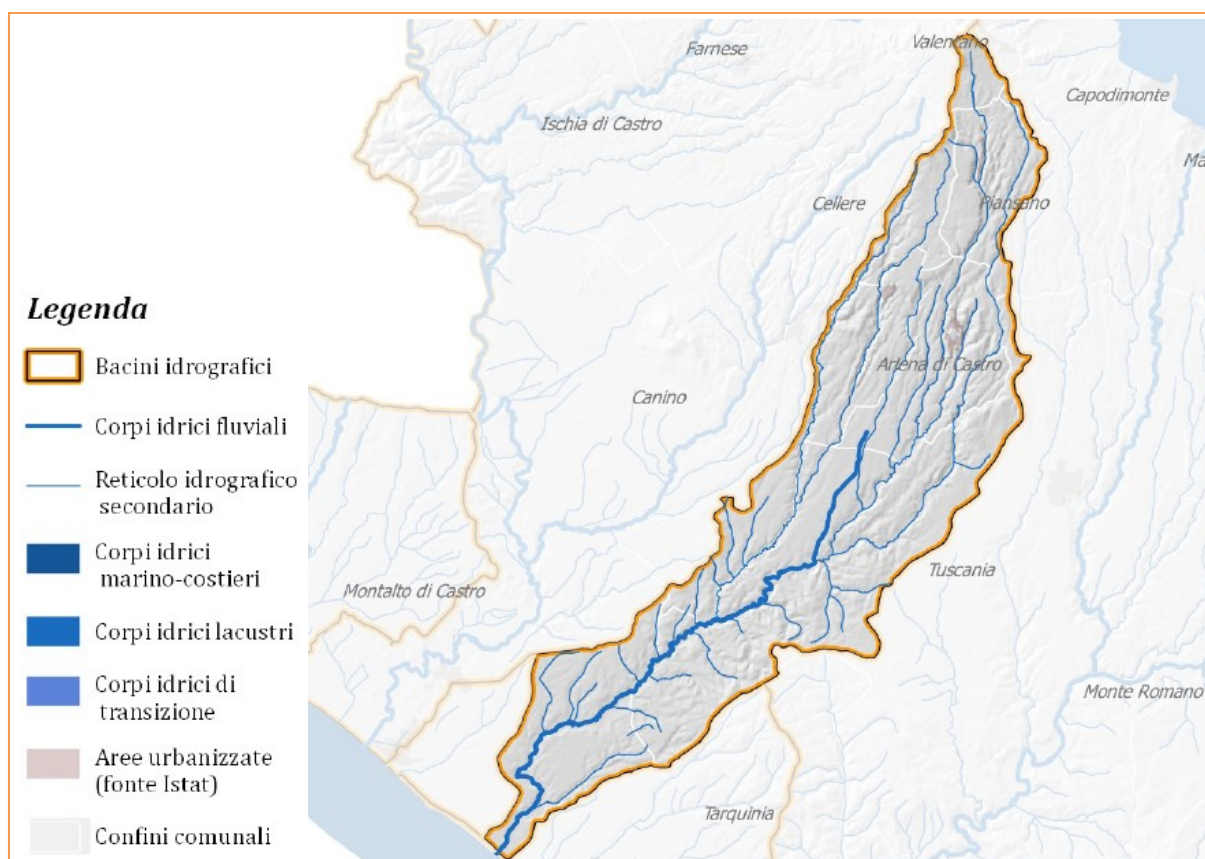 Farnese
Valentano
Capodimonte
Ischia di Castro
Ma
Cellere
Piansano
Arlena di Castro
Canino
Tuscania
Montalto di Castro
Monte Romano
Tarquinia
Legenda
Bacini idrografici
Corpi idrici fluviali
Reticolo idrografico
secondario
Corpi idrici
marino-costieri
Corpi idrici lacustri
Corpi idrici di
transizione
Aree urbanizzate
(fonte Istat)
Confini comunali